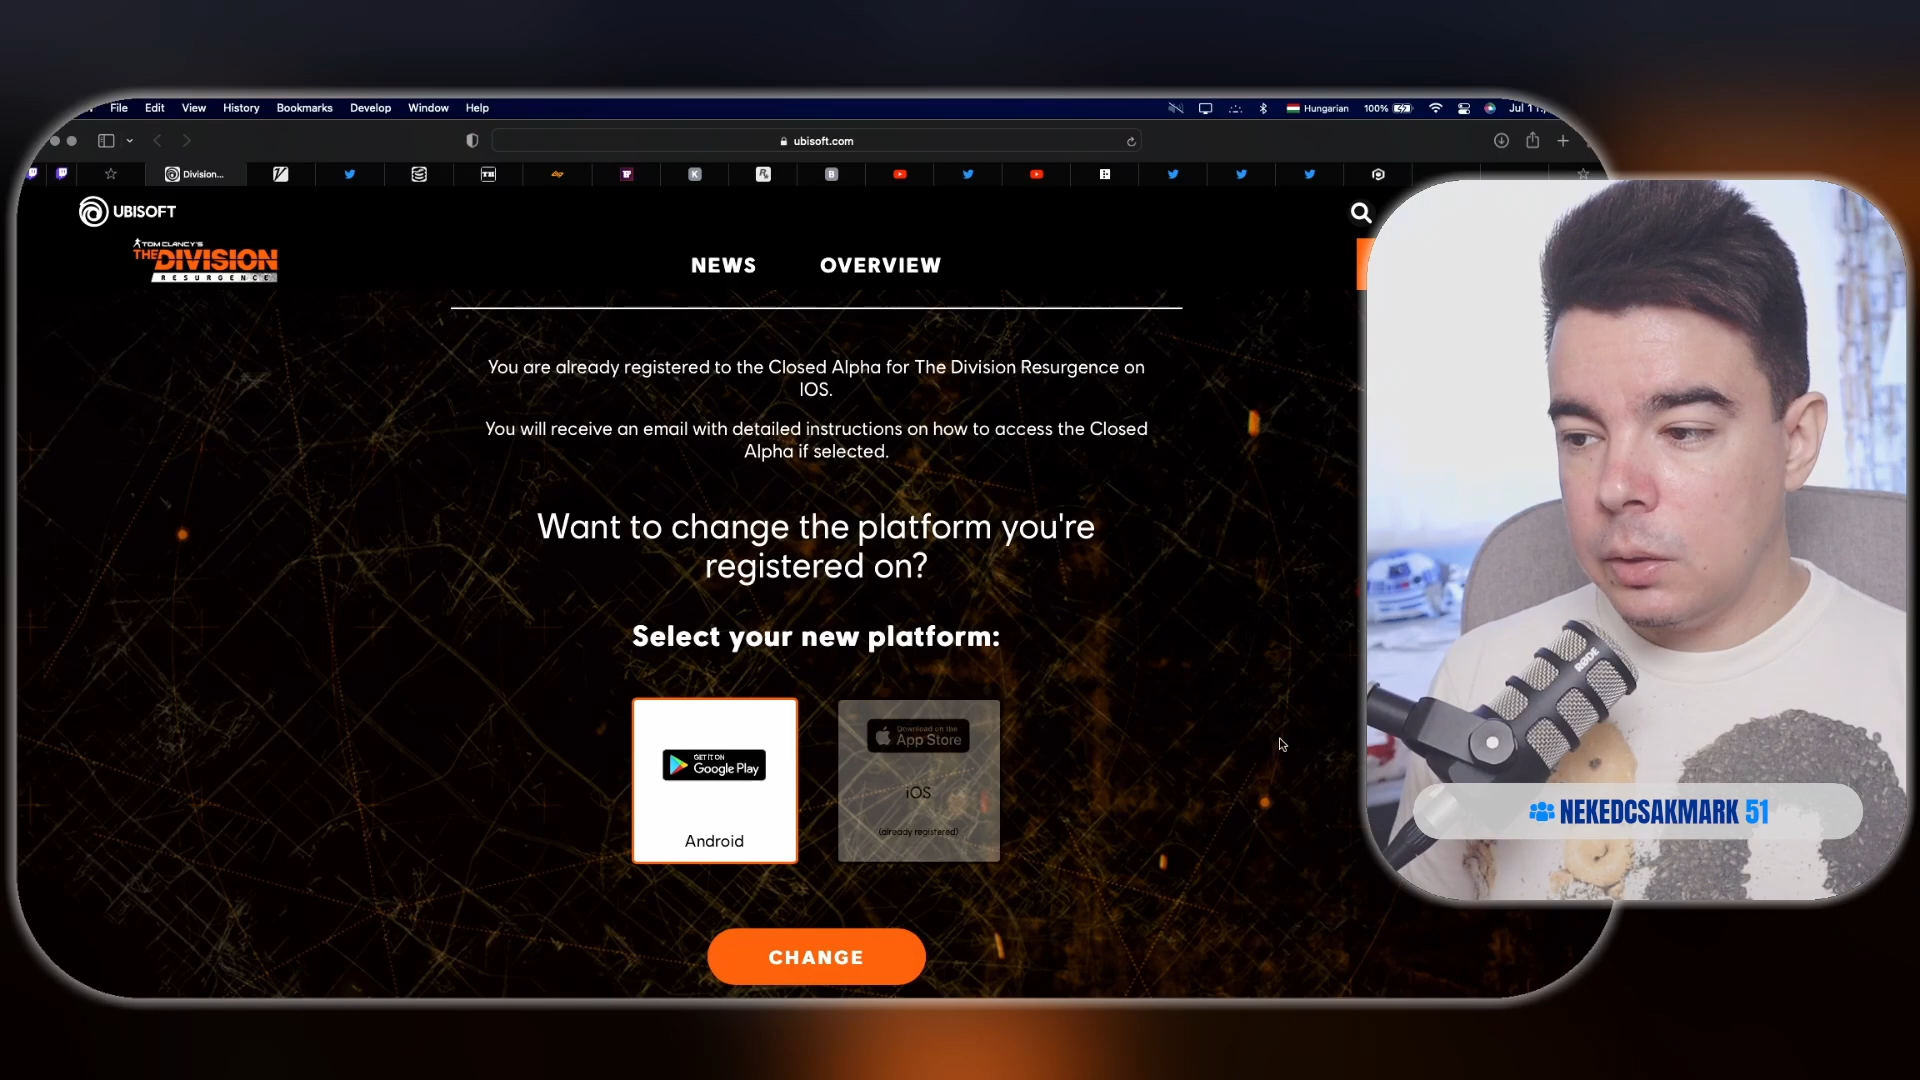 File Edit View History Bookmarks Develop Window Help
Hungarian 100% Jul 1
ubisoft.com
Division...
UBISOFT
TOM CLANCY'S
THE DIVISION
RESURGENCE
NEWS OVERVIEW
You are already registered to the Closed Alpha for The Division Resurgence on
IOS.
You will receive an email with detailed instructions on how to access the Closed
Alpha if selected.
Want to change the platform you're
registered on?
Select your new platform:
GET IT ON
Google Play
Android
Download on the
App Store
iOS
(already registered)
CHANGE
RØDE
NEKEDCSAKMARK 51